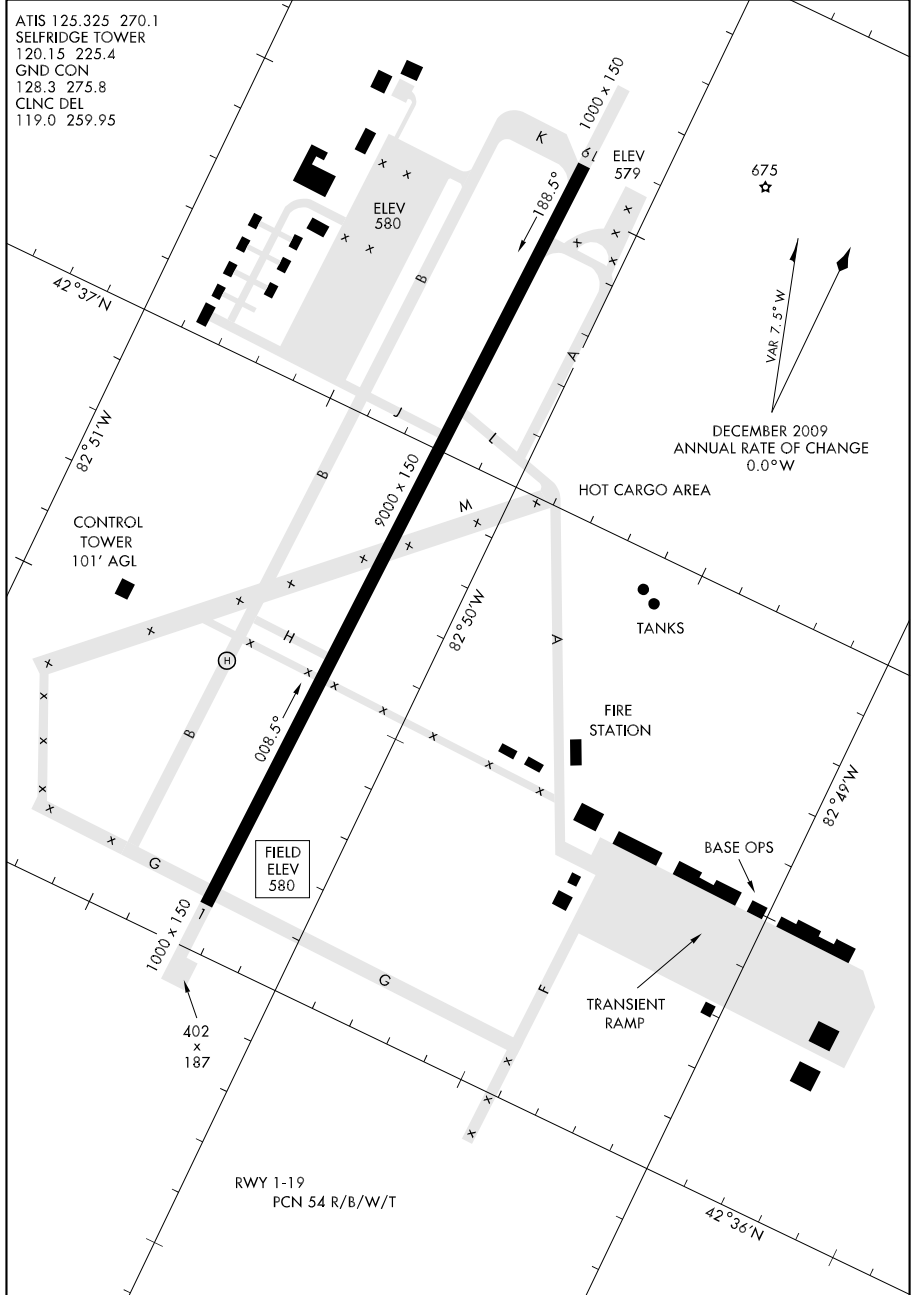 ATIS 125.325 270.1
SELFRIDGE TOWER
120.15 225.4
GND CON
128.3 275.8
CLNC DEL
119.0 259.95
1000 x 150
K
19
ELEV
579
675
188.5°
ELEV
580
B
42°37'N
VAR 7.5° W
A
J
L
DECEMBER 2009
ANNUAL RATE OF CHANGE
0.0° W
82°51'W
B
9000 x 150
HOT CARGO AREA
M
CONTROL
TOWER
101' AGL
TANKS
82°50'W
A
H
H
FIRE
STATION
008.5°
B
82°49'W
BASE OPS
G
FIELD
ELEV
580
1
1000 x 150
G
F
TRANSIENT
RAMP
402
x
187
RWY 1-19
PCN 54 R/B/W/T
42°36'N